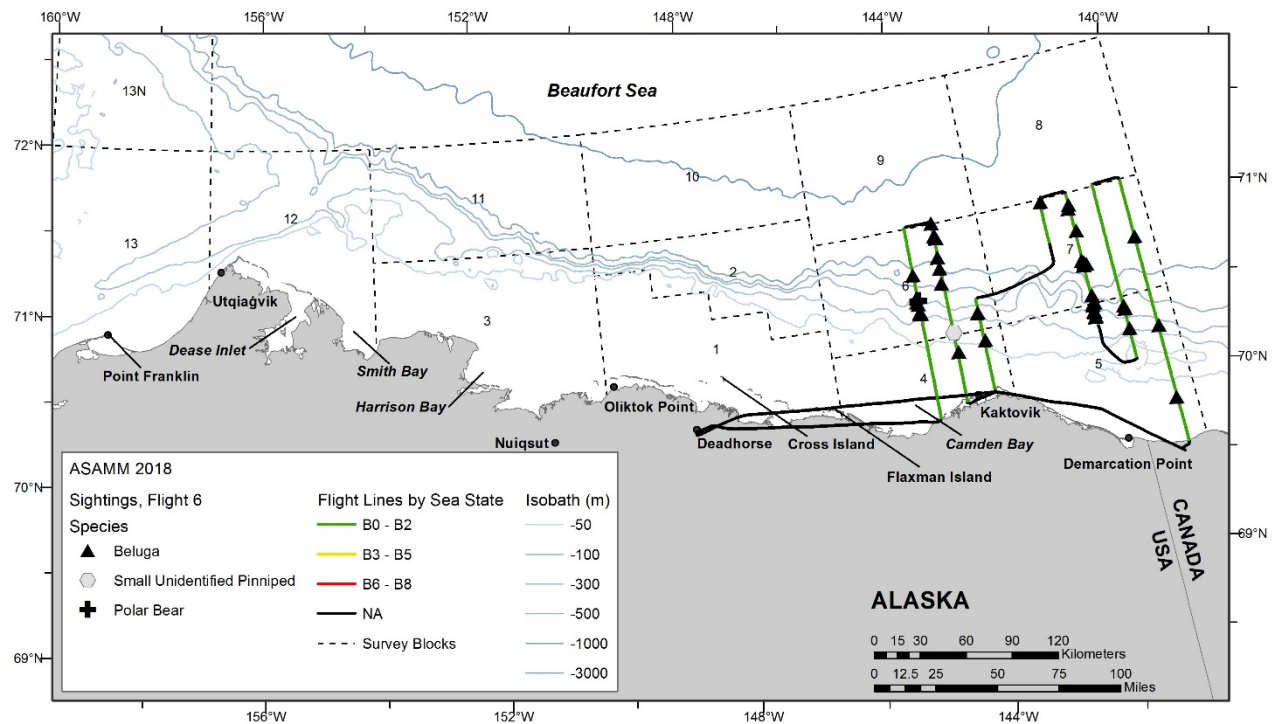 160°W 156°W 152°W 148°W 144°W 140°W
13N
Beaufort Sea
8
72°N
9
71°N
10
11
12
13
7
2
6
Utqiaġvik
71°N
3
Dease Inlet
1
70°N
Point Franklin
Smith Bay
5
4
Harrison Bay
Oliktok Point
Kaktovik
Nuiqsut
Deadhorse
Cross Island
Camden Bay
Flaxman Island
Demarcation Point
70°N
ASAMM 2018
Sightings, Flight 6
Species
Beluga
Small Unidentified Pinniped
Polar Bear
Flight Lines by Sea State
B0 - B2
B3 - B5
B6 - B8
NA
Survey Blocks
Isobath (m)
-50
-100
-300
-500
-1000
-3000
69°N
CANADA
USA
ALASKA
0 15 30 60 90 120
Kilometers
0 12.5 25 50 75 100
Miles
69°N
156°W 152°W 148°W 144°W